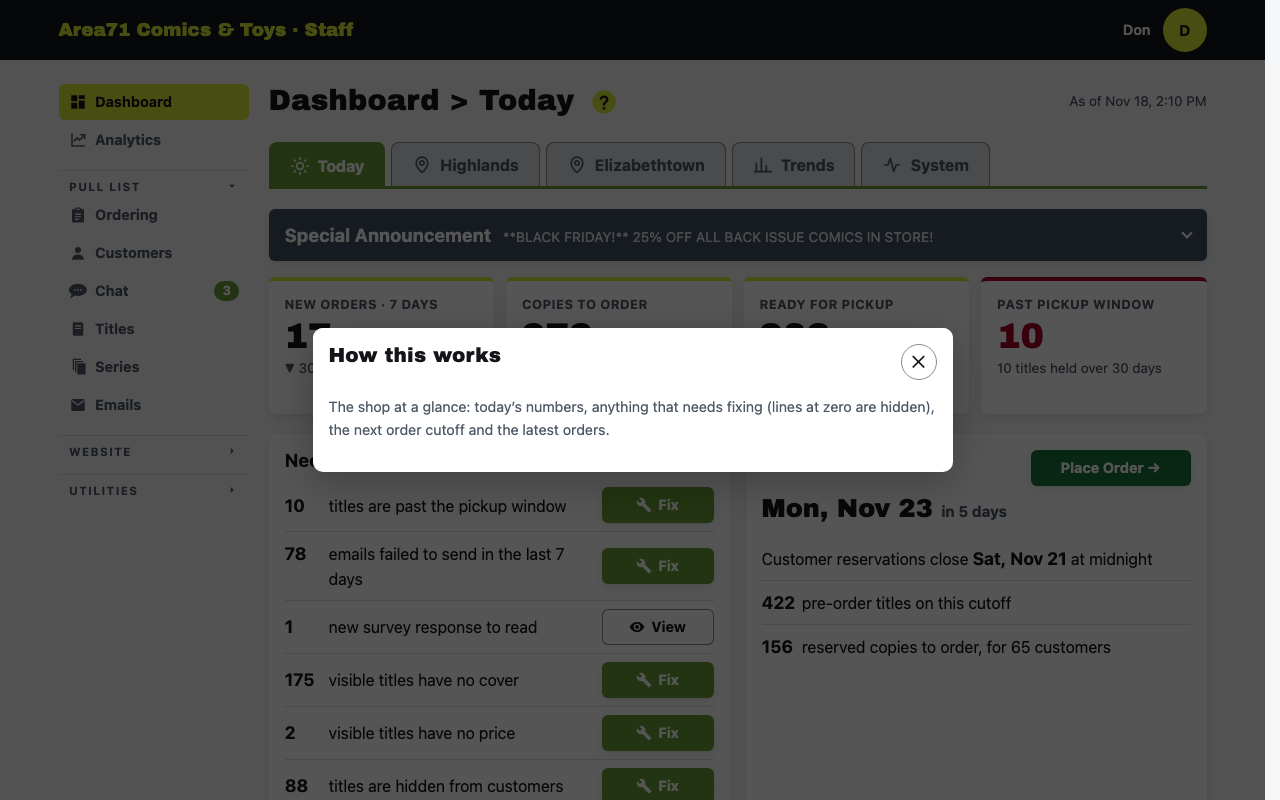 Area71 Comics & Toys · Staff
Don
D
Dashboard
Analytics
PULL LIST
Ordering
Customers
Chat
3
Titles
Series
Emails
WEBSITE
UTILITIES
Dashboard > Today
?
As of Nov 18, 2:10 PM
Today
Highlands
Elizabethtown
Trends
System
Special Announcement **BLACK FRIDAY!** 25% OFF ALL BACK ISSUE COMICS IN STORE!
NEW ORDERS · 7 DAYS
▼ 30
COPIES TO ORDER
READY FOR PICKUP
PAST PICKUP WINDOW
10
10 titles held over 30 days
How this works
The shop at a glance: today's numbers, anything that needs fixing (lines at zero are hidden),
the next order cutoff and the latest orders.
10 titles are past the pickup window
Fix
78 emails failed to send in the last 7
days
Fix
1 new survey response to read
View
175 visible titles have no cover
Fix
2 visible titles have no price
Fix
88 titles are hidden from customers
Fix
Place Order →
Mon, Nov 23 in 5 days
Customer reservations close Sat, Nov 21 at midnight
422 pre-order titles on this cutoff
156 reserved copies to order, for 65 customers